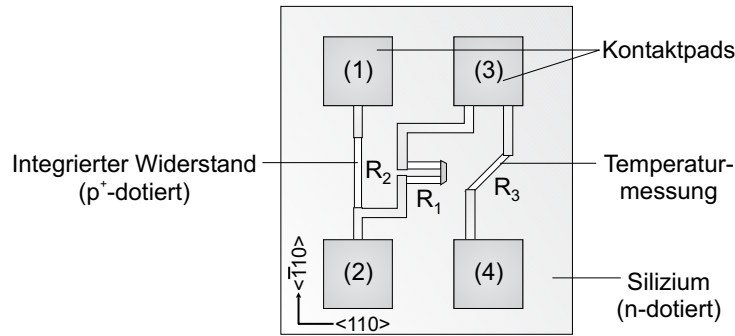 (1)
(3)
Kontaktpads
Integrierter Widerstand
(p⁺-dotiert)
R₂
R₁
R₃
Temperatur-
messung
(2)
(4)
<1̅10>
<110>
Silizium
(n-dotiert)